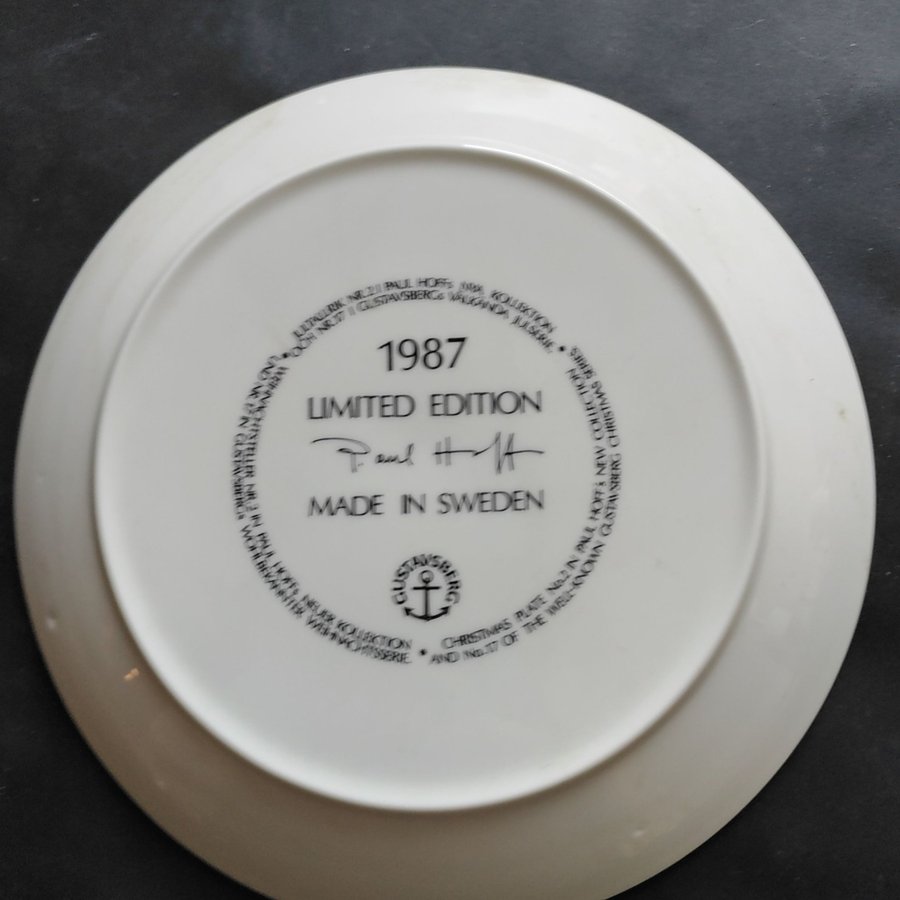 1987
LIMITED EDITION
Paul Hoff
MADE IN SWEDEN
GUSTAVSBERG
JULTALLRIK NR.2 I PAUL HOFFs NYA KOLLEKTION
OCH NR.17 I GUSTAVSBERGs VÄLKÄNDA JULSERIE. •
CHRISTMAS PLATE No.2 IN PAUL HOFF's NEW COLLECTION
AND No.17 OF THE WELL-KNOWN GUSTAVSBERG CHRISTMAS SERIES
• WEIHNACHTSTELLER NR.2 IN PAUL HOFFs NEUER KOLLEKTION
UND NR.17 IN GUSTAVSBERGs WOHLBEKANNTER WEIHNACHTSSERIE. •